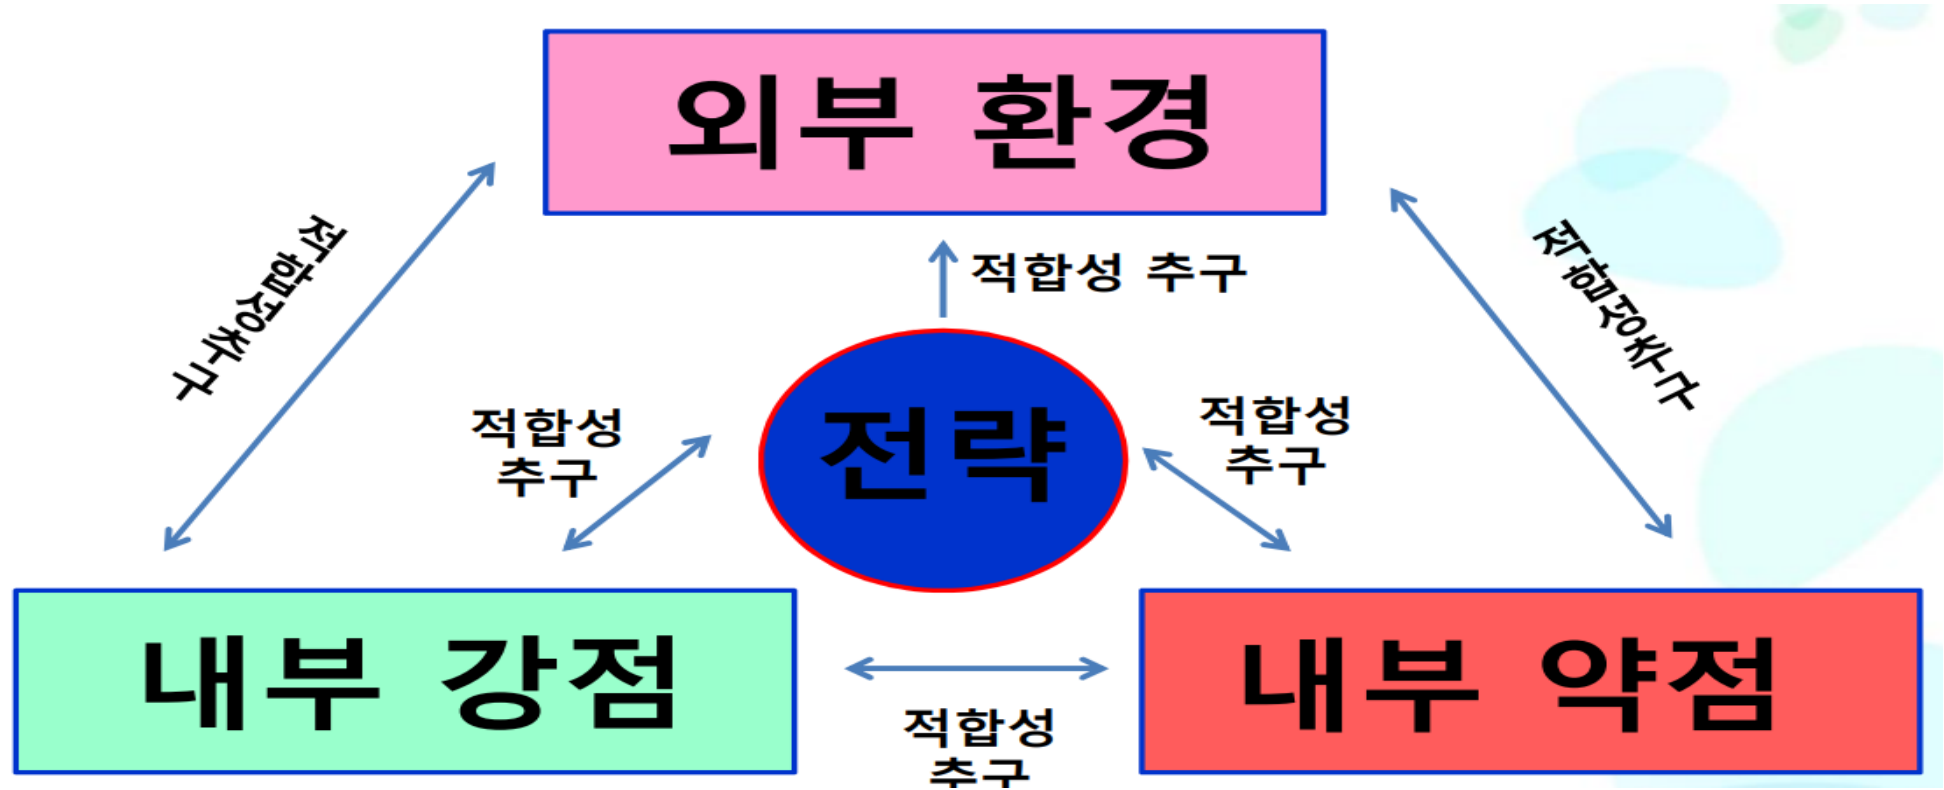 외부 환경
적합성 추구
적합성추구
적합성추구
적합성
추구
전략
적합성
추구
내부 강점
내부 약점
적합성
추구